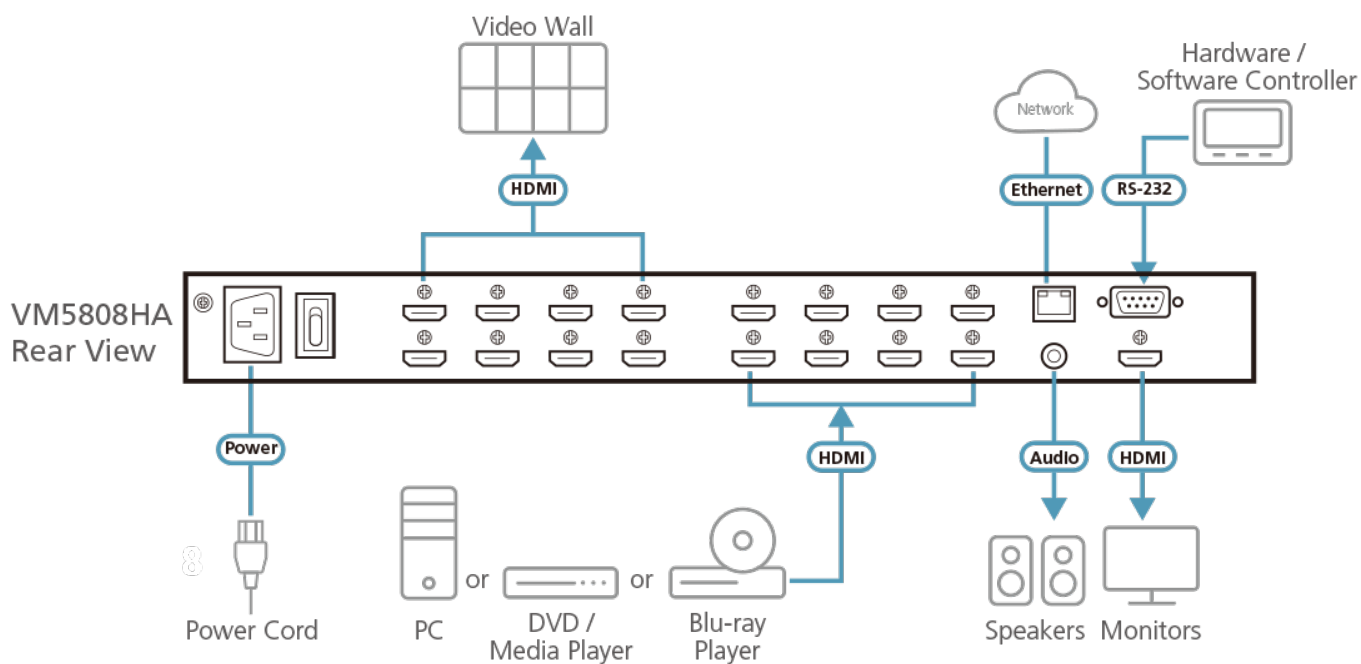 Video Wall
Hardware /
Software Controller
Network
HDMI
Ethernet
RS-232
VM5808HA
Rear View
Power
HDMI
Audio
HDMI
8
or
or
Power Cord
PC
DVD /
Media Player
Blu-ray
Player
Speakers
Monitors